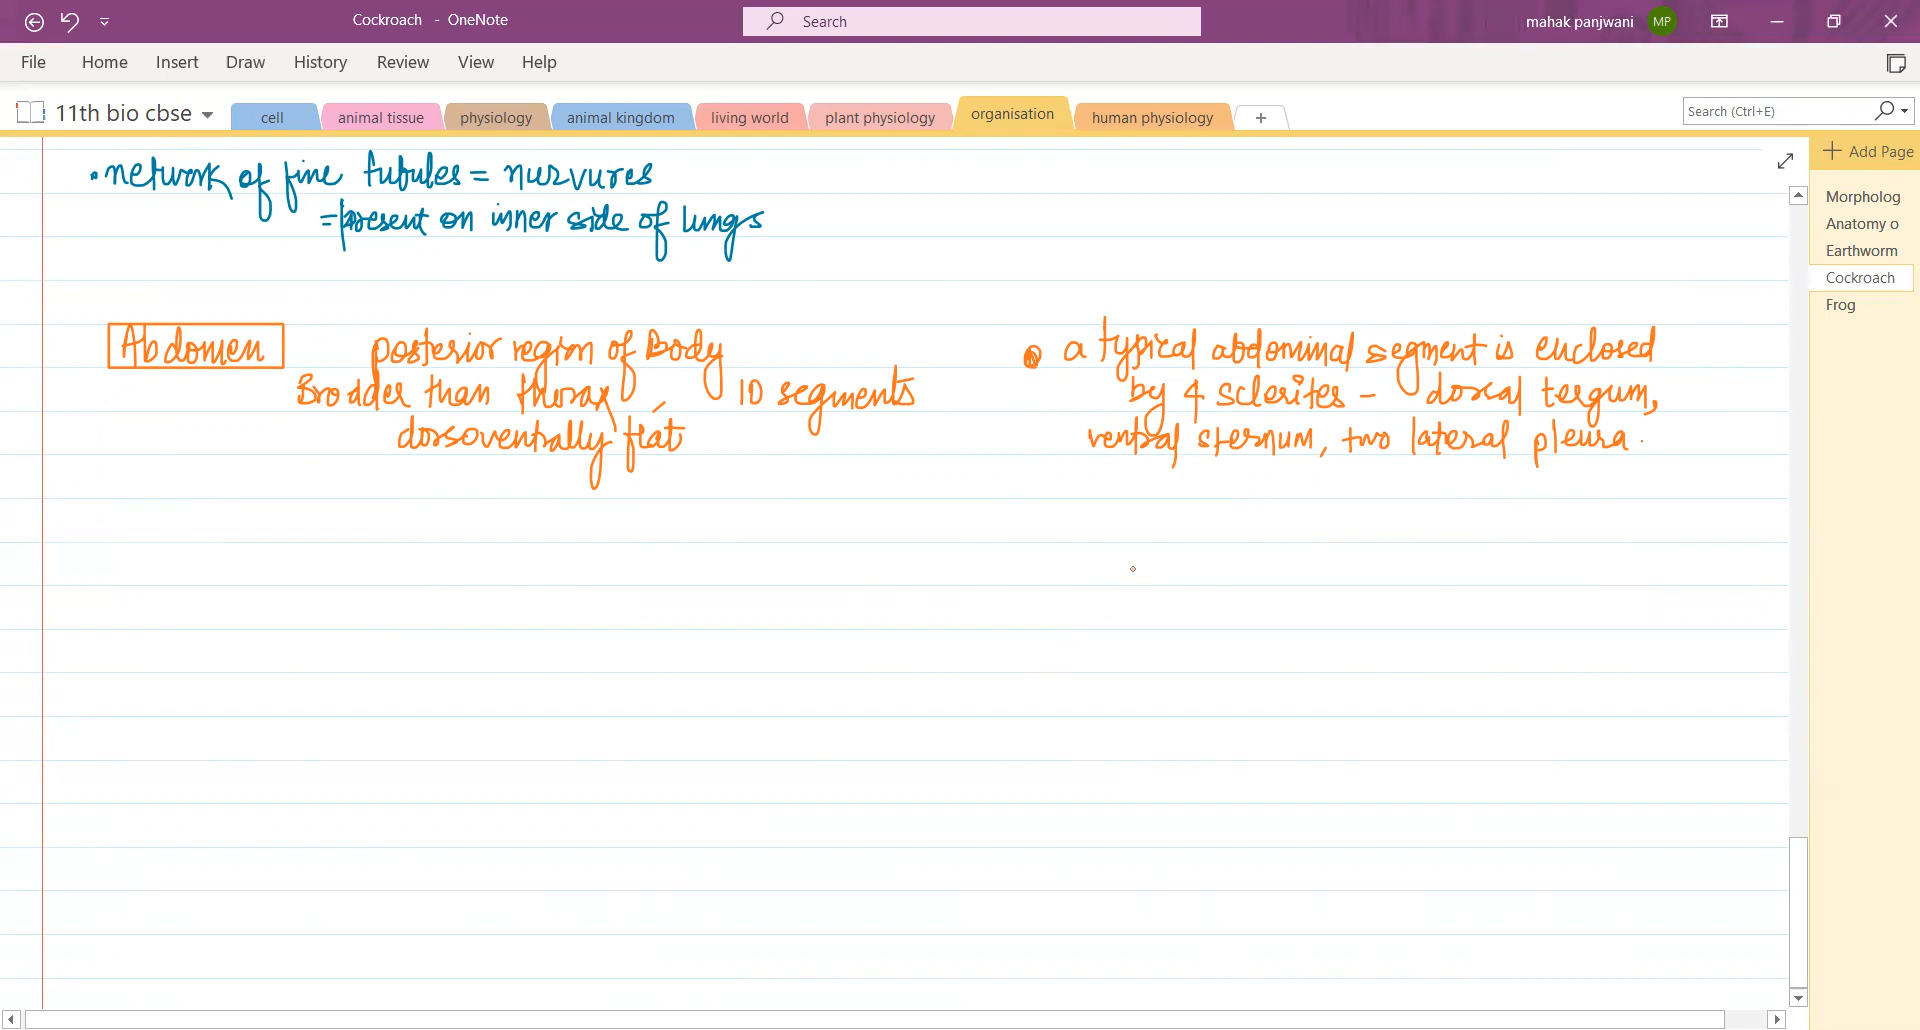 Cockroach - OneNote
Search
mahak panjwani
MP
File Home Insert Draw History Review View Help
11th bio cbse
cell animal tissue physiology animal kingdom living world plant physiology organisation human physiology +
Search (Ctrl+E)
Add Page
Morpholog
Anatomy o
Earthworm
Cockroach
Frog
• network of fine tubules = nurvures
= present on inner side of lungs
Abdomen
posterior region of Body
Brodder than thorax, 10 segments
dorsoventrally flat
a typical abdominal segment is enclosed
by 4 sclerites - dorsal tergum,
ventral sternum, two lateral pleura.